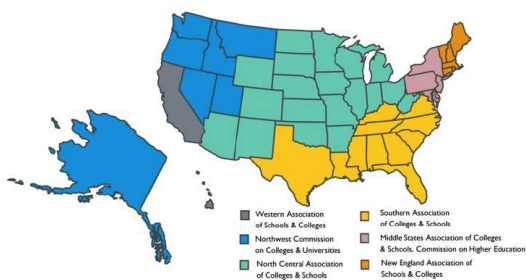 Western Association
of Schools & Colleges
Northwest Commission
on Colleges & Universities
North Central Association
of Colleges & Schools
Southern Association
of Colleges & Schools
Middle States Association of Colleges
& Schools, Commission on Higher Education
New England Association of
Schools & Colleges